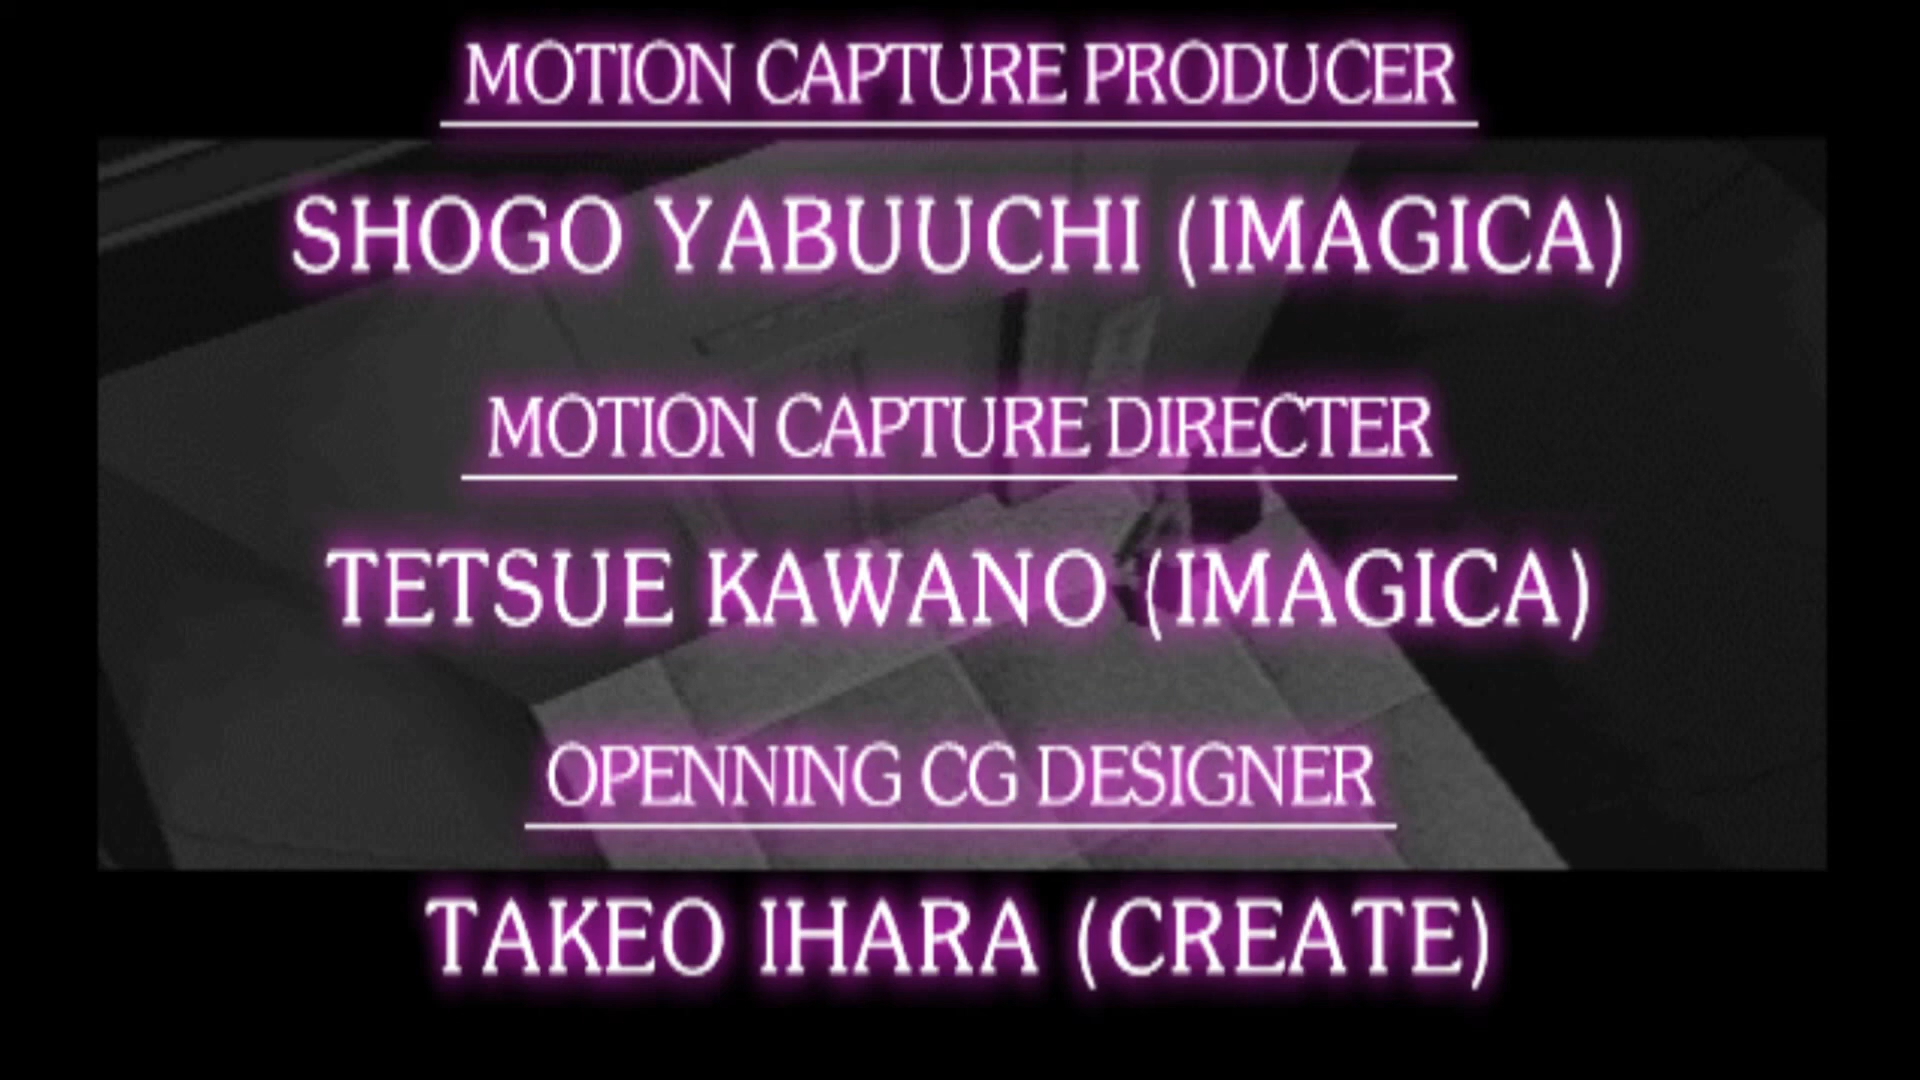 MOTION CAPTURE PRODUCER
SHOGO YABUUCHI (IMAGICA)
MOTION CAPTURE DIRECTER
TETSUE KAWANO (IMAGICA)
OPENNING CG DESIGNER
TAKEO IHARA (CREATE)